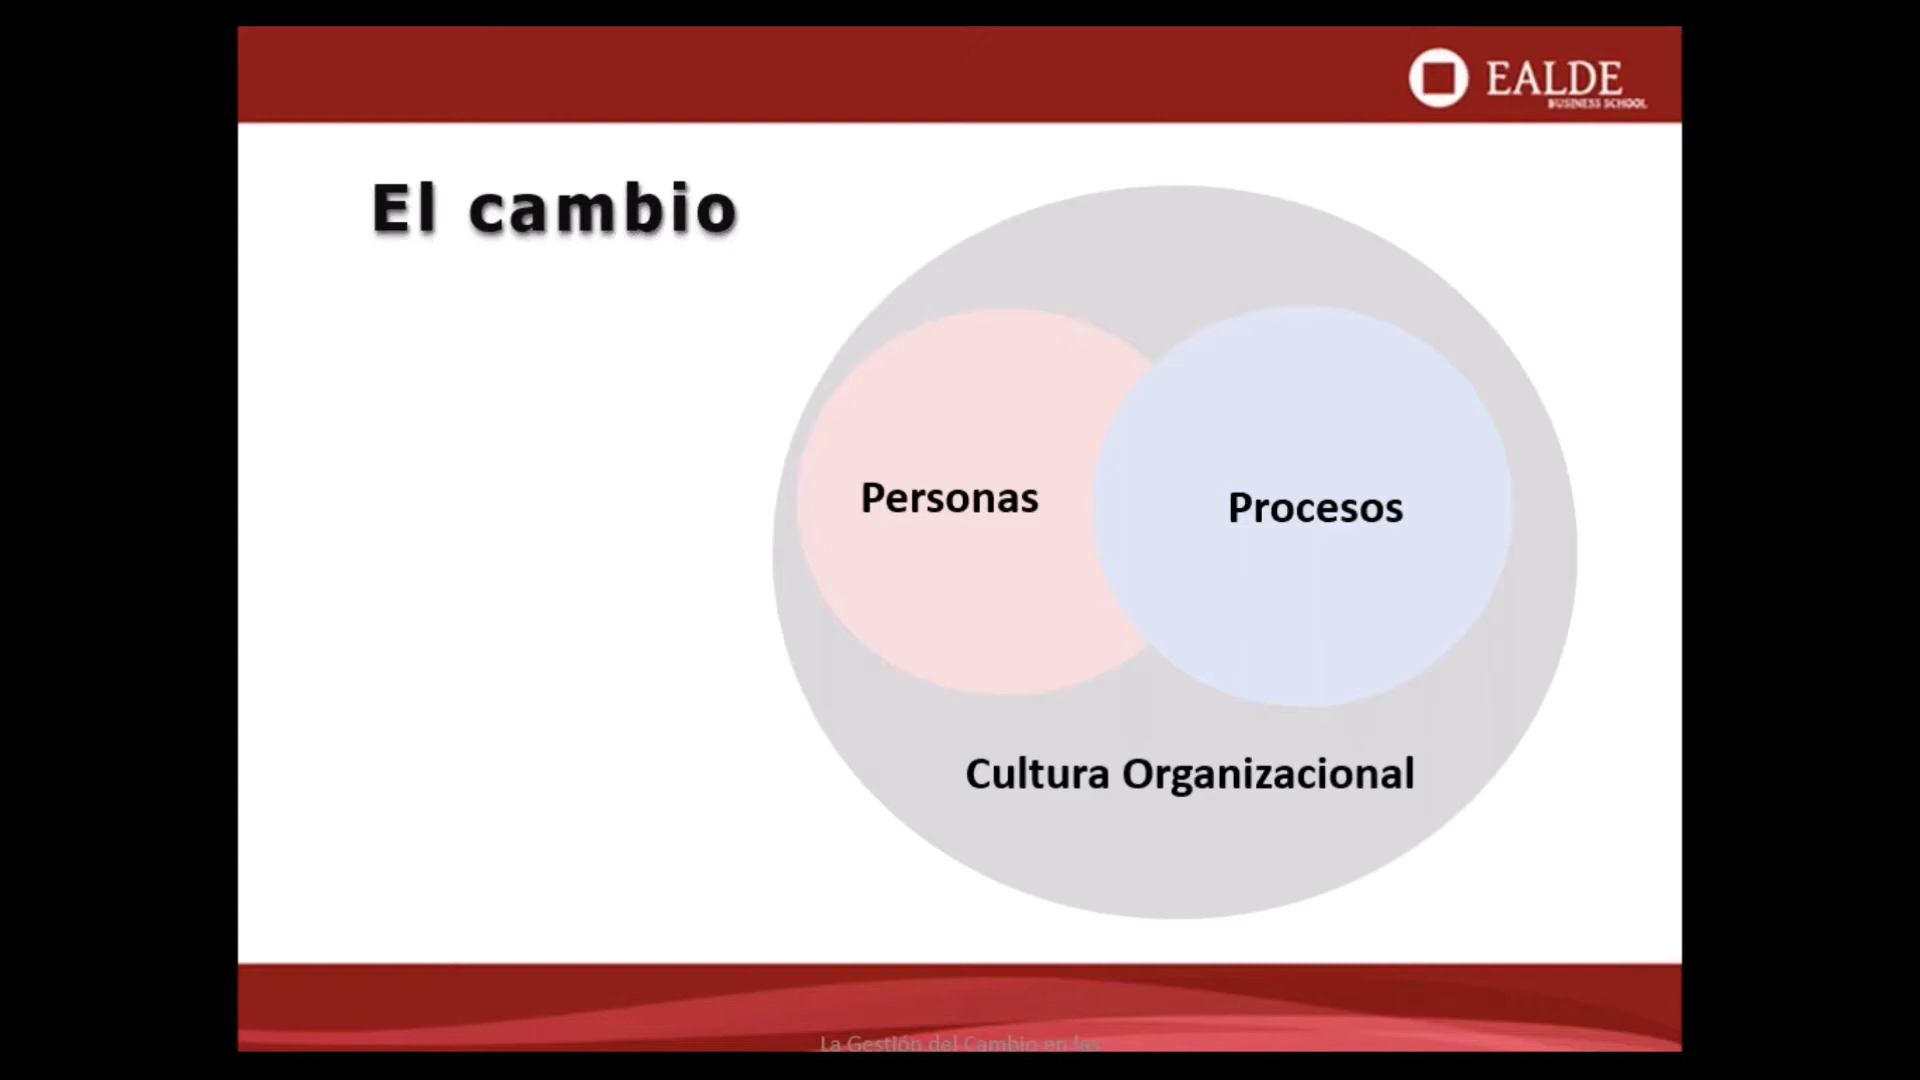 EALDE
BUSINESS SCHOOL
El cambio
Personas
Procesos
Cultura Organizacional
La Gestión del Cambio en las